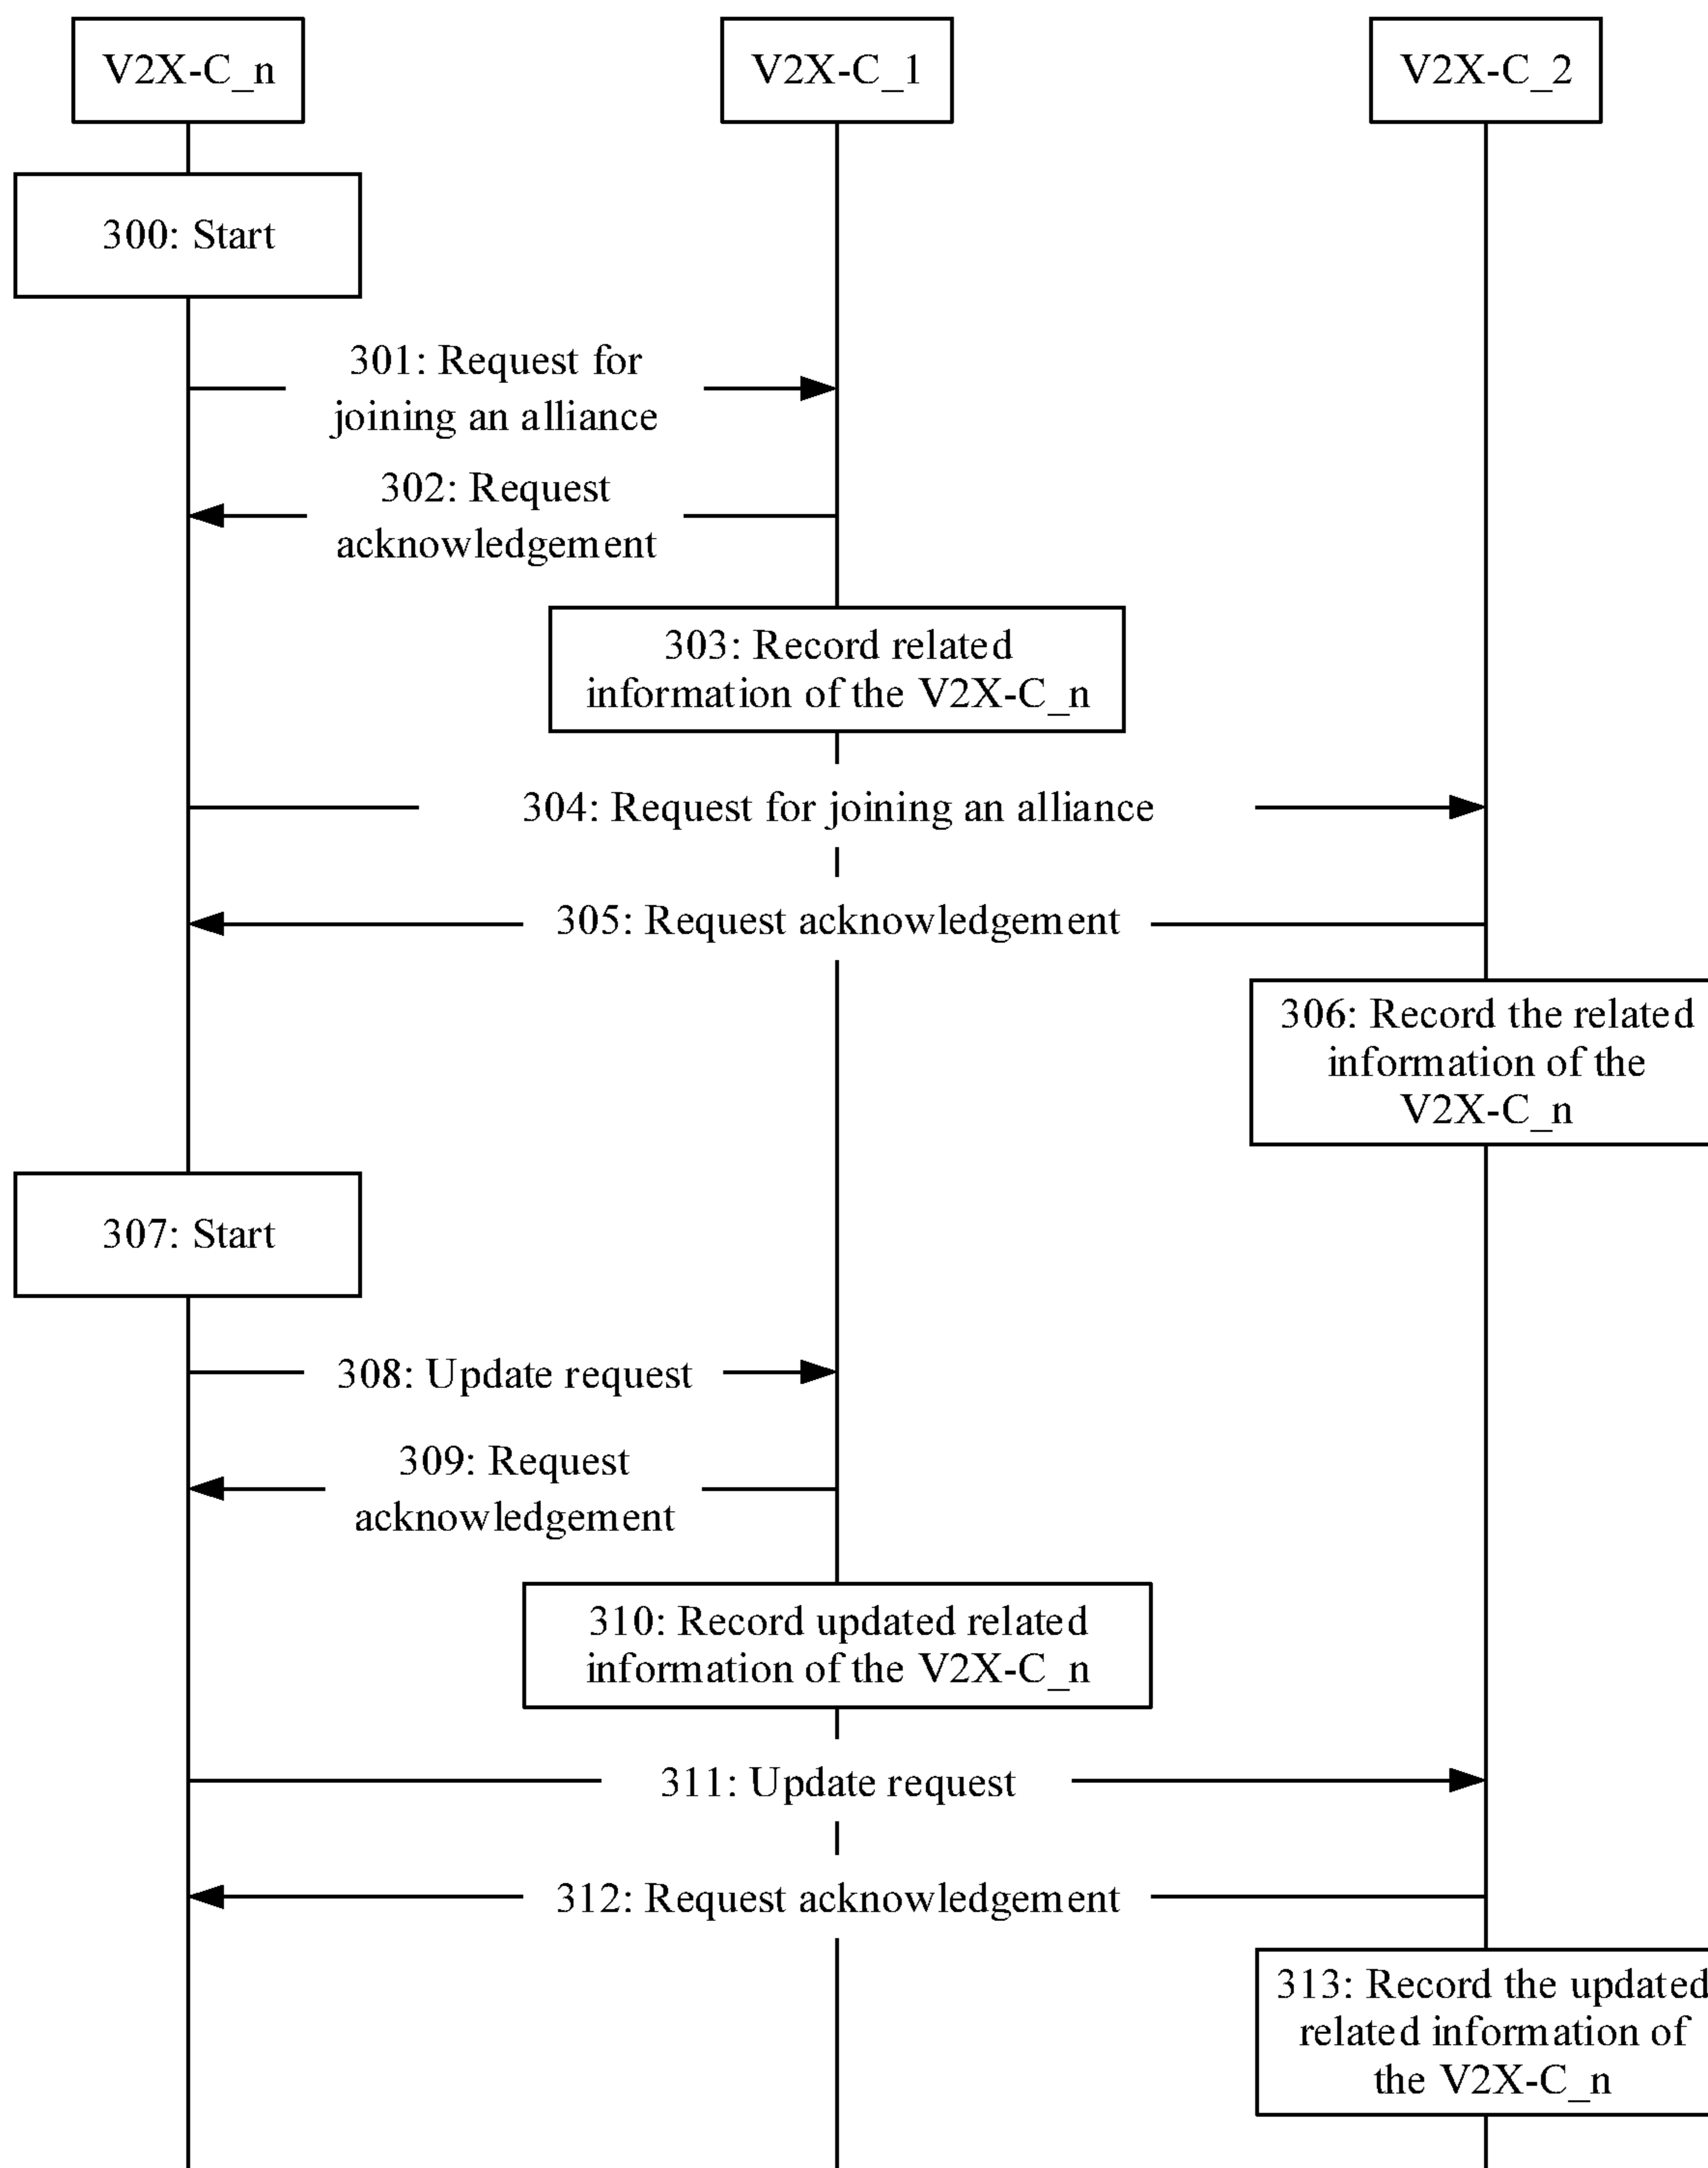 V2X-C_n
V2X-C_1
V2X-C_2
300: Start
301: Request for
joining an alliance
302: Request
acknowledgement
303: Record related
information of the V2X-C_n
304: Request for joining an alliance
305: Request acknowledgement
306: Record the related
information of the
V2X-C_n
307: Start
308: Update request
309: Request
acknowledgement
310: Record updated related
information of the V2X-C_n
311: Update request
312: Request acknowledgement
313: Record the updated
related information of
the V2X-C_n